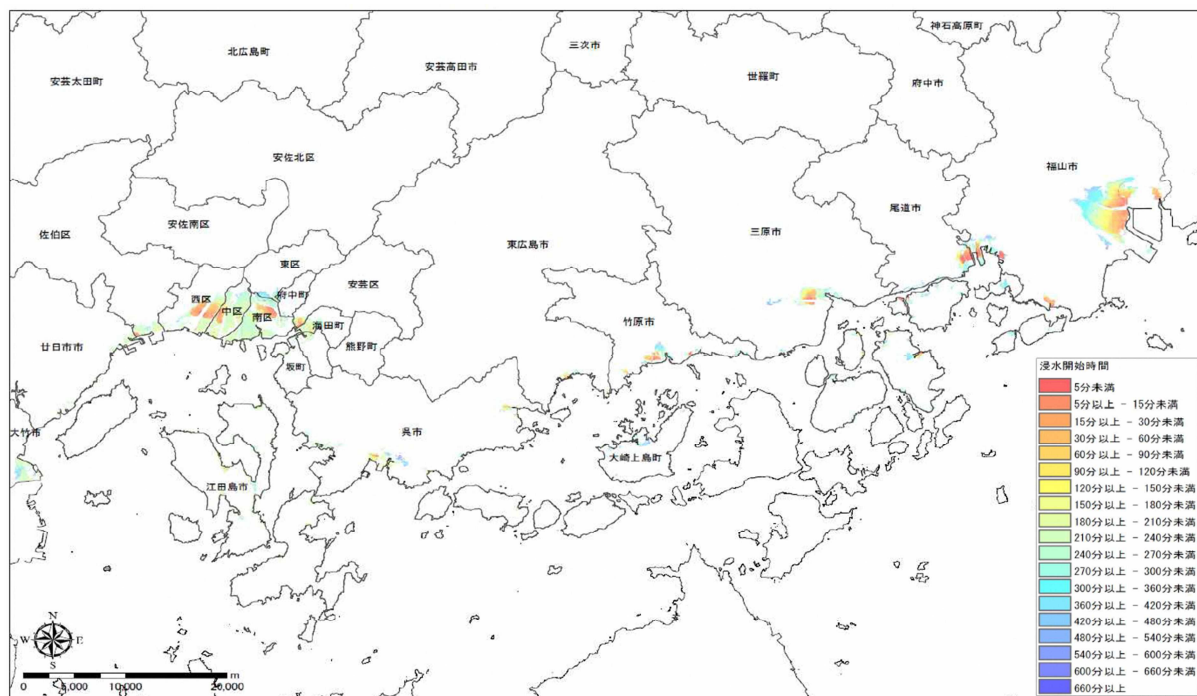 神石高原町
北広島町
三次市
安芸太田町
安芸高田市
世羅町
府中市
安佐北区
福山市
安佐南区
尾道市
佐伯区
東広島市
三原市
東区
安芸区
西区
府中町
中区
南区
海田町
竹原市
廿日市市
熊野町
坂町
大竹市
呉市
大崎上島町
江田島市
浸水開始時間
5分未満
5分以上 - 15分未満
15分以上 - 30分未満
30分以上 - 60分未満
60分以上 - 90分未満
90分以上 - 120分未満
120分以上 - 150分未満
150分以上 - 180分未満
180分以上 - 210分未満
210分以上 - 240分未満
240分以上 - 270分未満
270分以上 - 300分未満
300分以上 - 360分未満
360分以上 - 420分未満
420分以上 - 480分未満
480分以上 - 540分未満
540分以上 - 600分未満
600分以上 - 660分未満
660分以上
N
W E
S
0 5,000 10,000 20,000 m